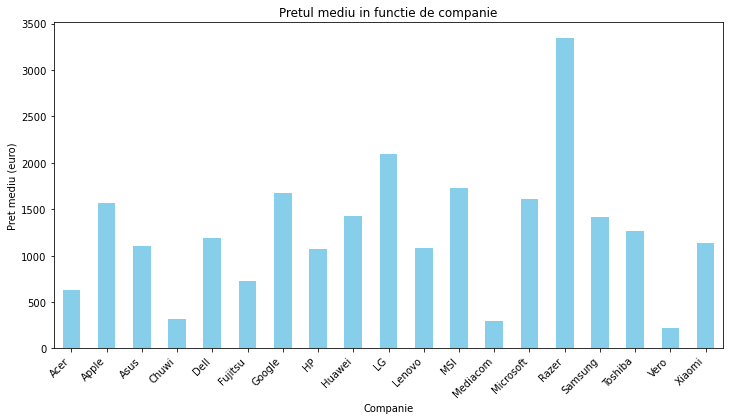 Pretul mediu in functie de companie
3500
3000
2500
2000
1500
1000
500
0
Pret mediu (euro)
Acer
Apple
Asus
Chuwi
Dell
Fujitsu
Google
HP
Huawei
LG
Lenovo
MSI
Mediacom
Microsoft
Razer
Samsung
Toshiba
Vero
Xiaomi
Companie